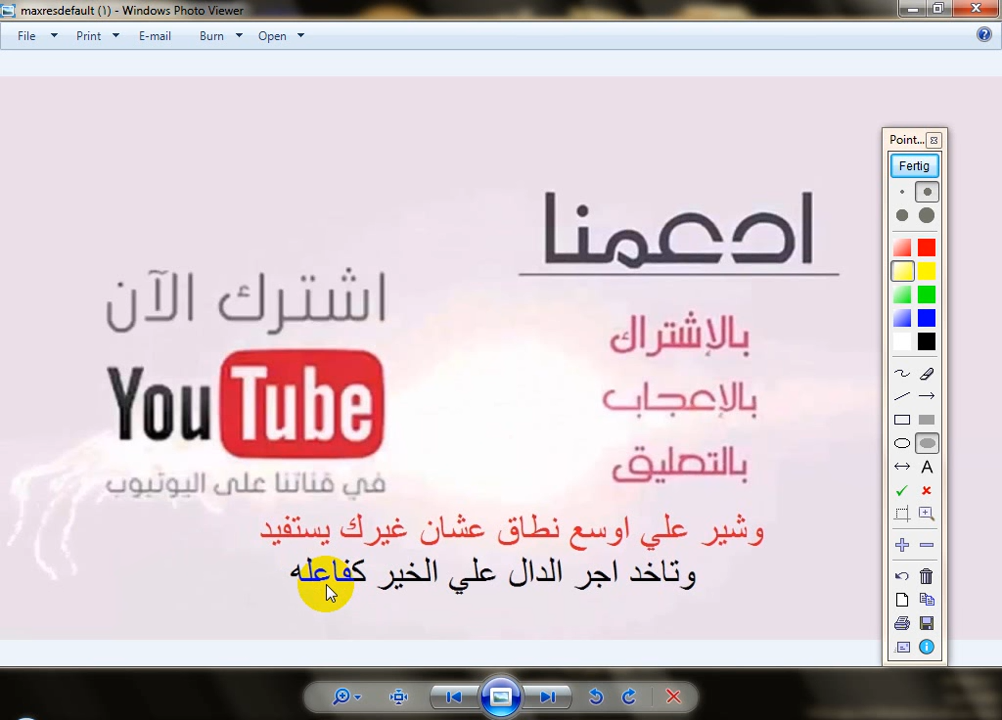 maxresdefault (1) - Windows Photo Viewer
File Print E-mail Burn Open
Point...
Fertig
A
ادعمنا
بالإشتراك
بالإعجاب
بالتعليق
اشترك الآن
YouTube
في قناتنا على اليوتيوب
وشير علي اوسع نطاق عشان غيرك يستفيد
وتاخد اجر الدال علي الخير كفاعله